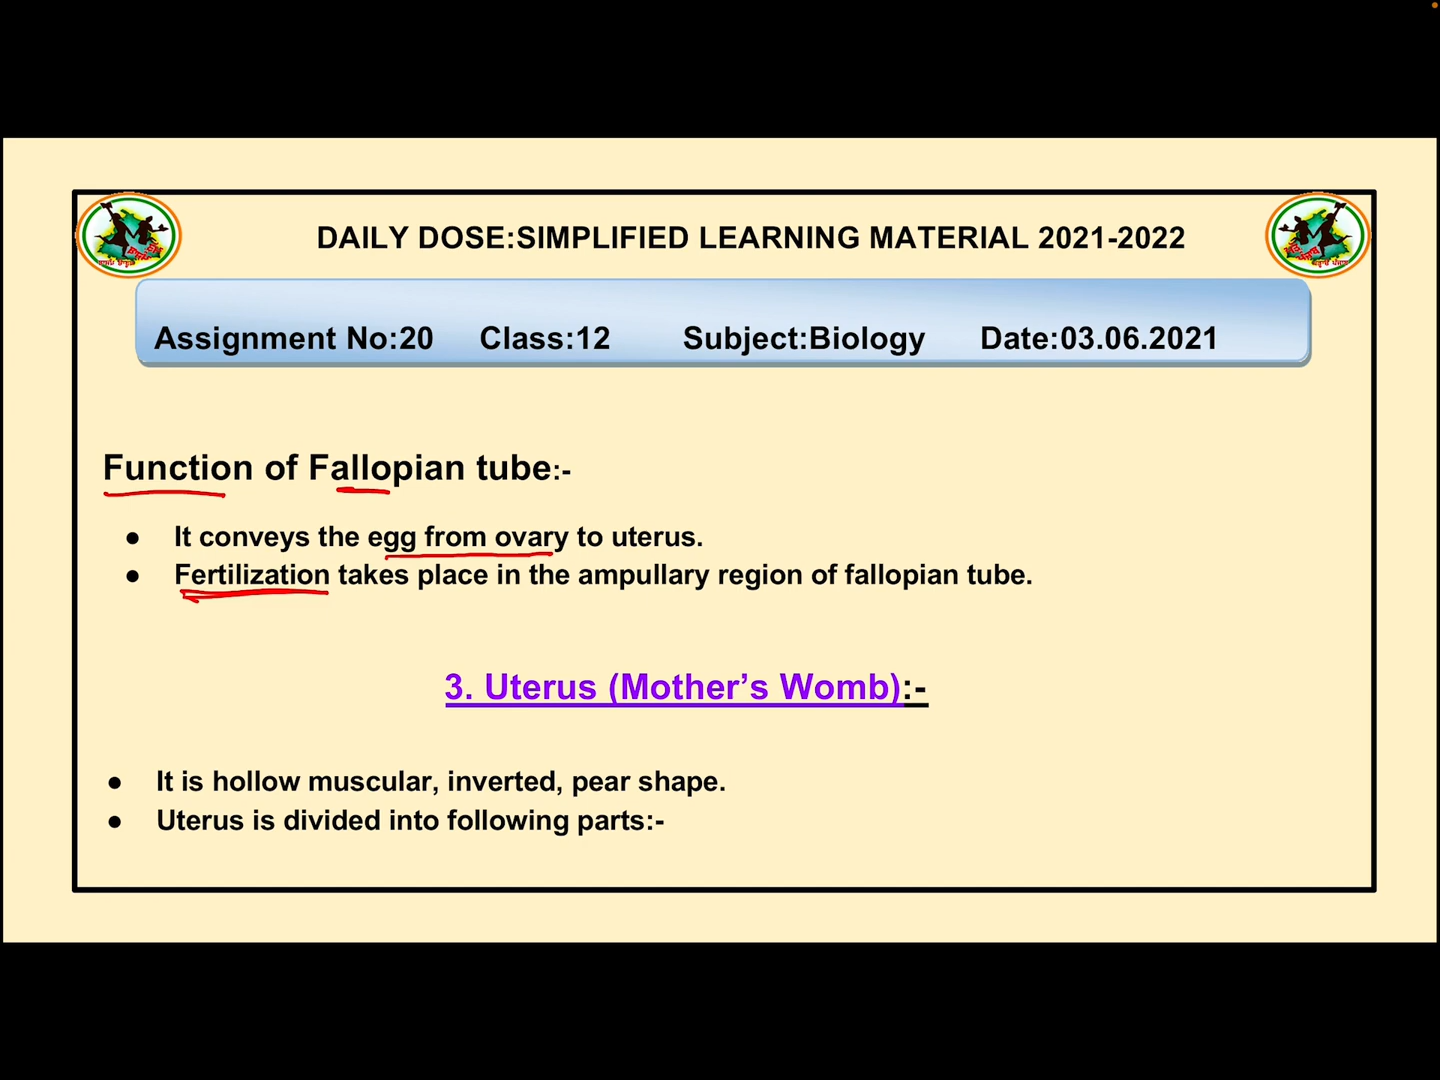 DAILY DOSE:SIMPLIFIED LEARNING MATERIAL 2021-2022
Assignment No:20 Class:12 Subject:Biology Date:03.06.2021
Function of Fallopian tube:-
● It conveys the egg from ovary to uterus.
● Fertilization takes place in the ampullary region of fallopian tube.
3. Uterus (Mother’s Womb):-
● It is hollow muscular, inverted, pear shape.
● Uterus is divided into following parts:-